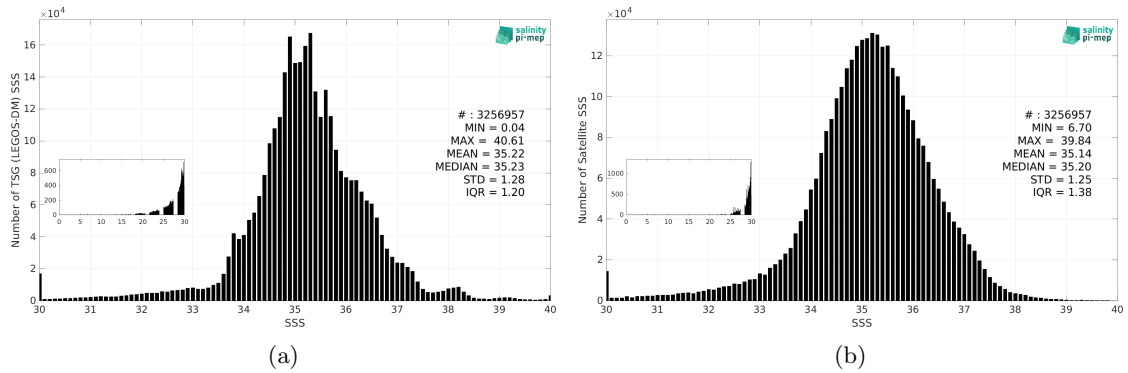 ×10⁴
Number of TSG (LEGOS-DM) SSS
16
14
12
10
8
6
4
2
0
30 31 32 33 34 35 36 37 38 39 40
SSS
salinity
pi-mep
# : 3256957
MIN = 0.04
MAX = 40.61
MEAN = 35.22
MEDIAN = 35.23
STD = 1.28
IQR = 1.20
600
400
200
0
0 5 10 15 20 25 30
(a)
×10⁴
Number of Satellite SSS
12
10
8
6
4
2
0
30 31 32 33 34 35 36 37 38 39 40
SSS
salinity
pi-mep
# : 3256957
MIN = 6.70
MAX = 39.84
MEAN = 35.14
MEDIAN = 35.20
STD = 1.25
IQR = 1.38
1000
500
0
0 5 10 15 20 25 30
(b)